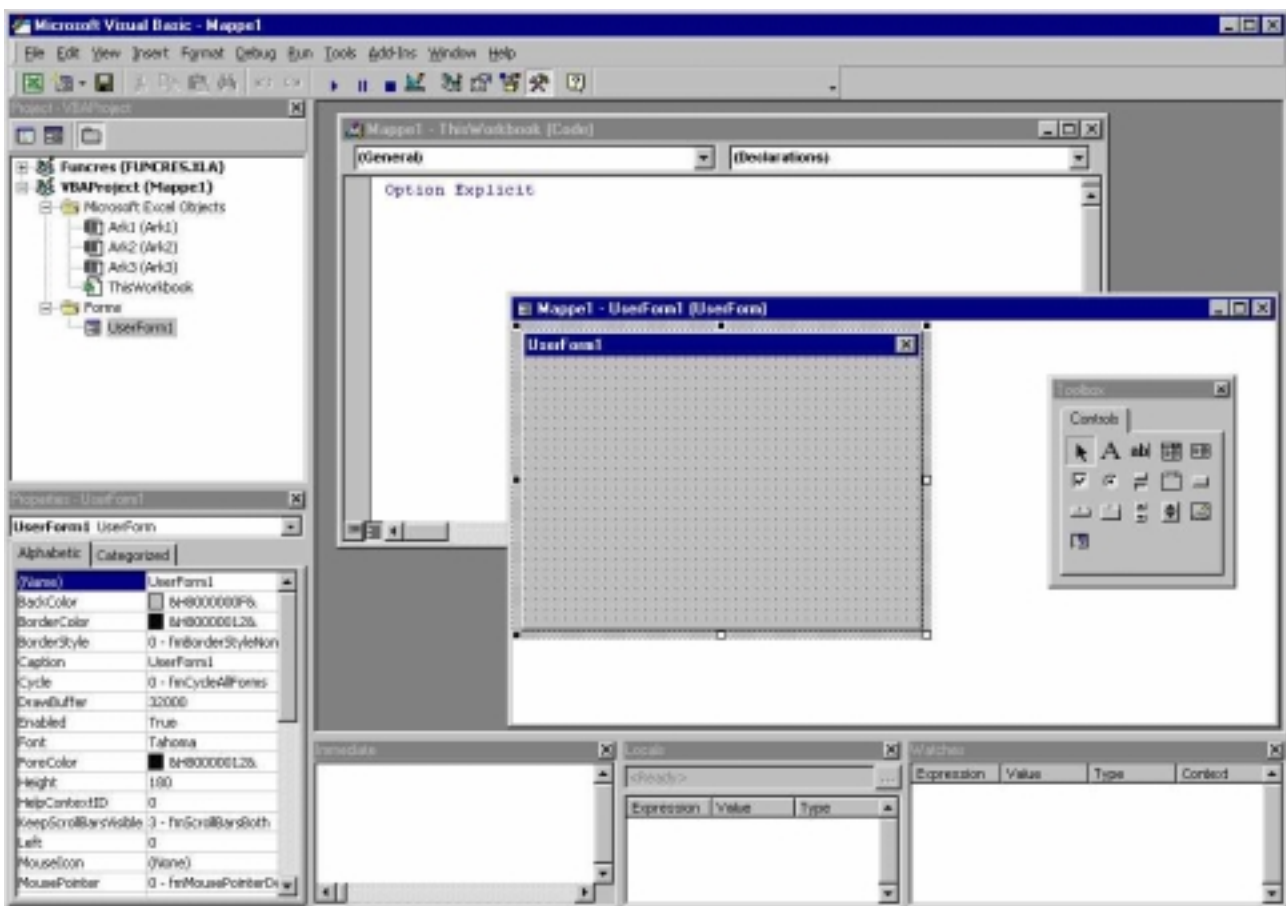 Microsoft Visual Basic - Mappe1
File Edit View Insert Format Debug Run Tools Add-Ins Window Help
Project - VBAProject
Funcres (FUNCRES.XLA)
VBAProject (Mappe1)
Microsoft Excel Objects
Ark1 (Ark1)
Ark2 (Ark2)
Ark3 (Ark3)
ThisWorkbook
Forms
UserForm1
Mappe1 - ThisWorkbook (Code)
(General) (Declarations)
Option Explicit
Mappe1 - UserForm1 (UserForm)
UserForm1
Toolbox
Controls
A ab|
Properties - UserForm1
UserForm1 UserForm
Alphabetic Categorized
(Name) UserForm1
BackColor &H8000000F&
BorderColor &H80000012&
BorderStyle 0 - fmBorderStyleNon
Caption UserForm1
Cycle 0 - fmCycleAllForms
DrawBuffer 32000
Enabled True
Font Tahoma
ForeColor &H80000012&
Height 180
HelpContextID 0
KeepScrollBarsVisible 3 - fmScrollBarsBoth
Left 0
MouseIcon (None)
MousePointer 0 - fmMousePointerDe
Immediate
Locals
<Ready>
...
Expression Value Type
Watches
Expression Value Type Context